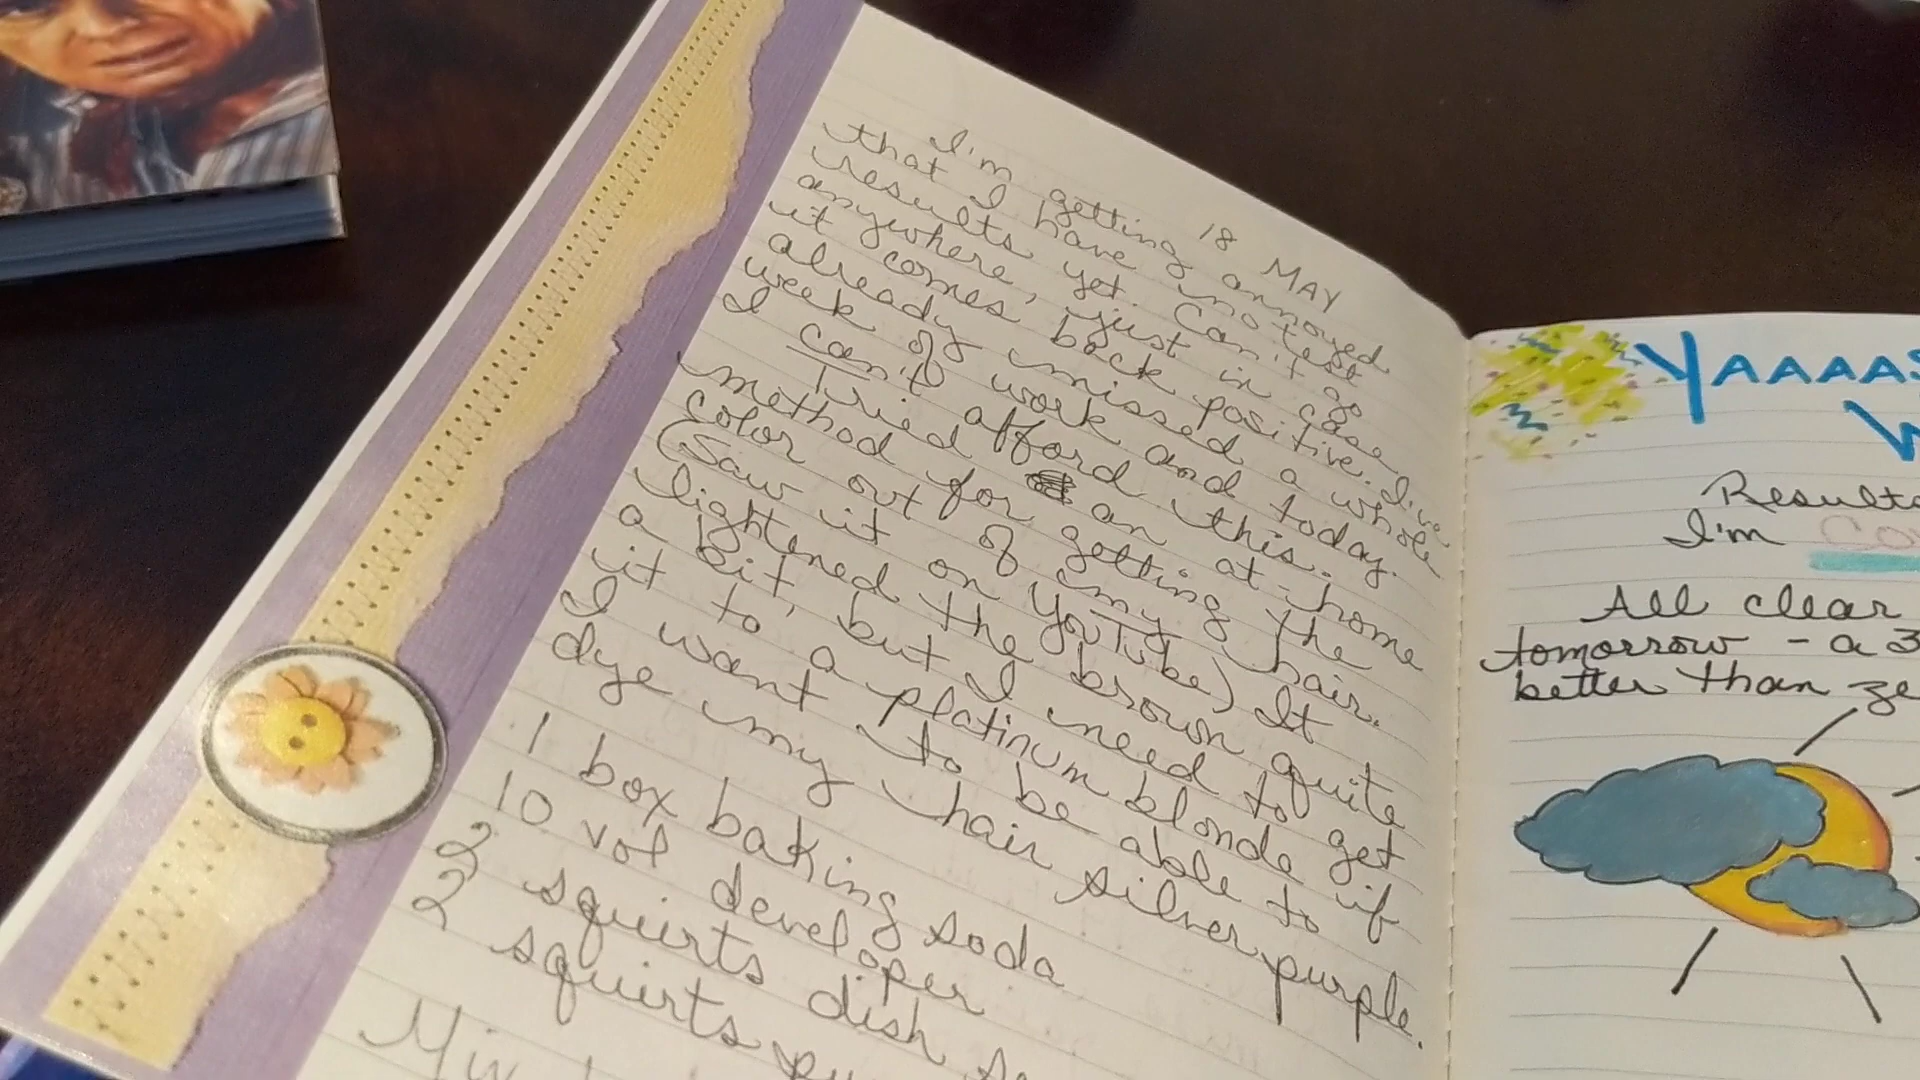 18 MAY
I'm getting annoyed
that I have no test
results yet. Can't go
anywhere, just in case
it comes back positive. I've
already missed a whole
week of work and today.
I can't afford this.
Tried an at-home
method for getting the
color out of my hair.
(Saw it on YouTube) It
lightened the brown quite
a bit, but I need to get
it to a platinum blonde if
I want to be able to
dye my hair silver purple.
1 box baking soda
10 vol developer
2 squirts dish
2 squirts
YAAAAS
Results
I'm
All clear
tomorrow - a 3
better than